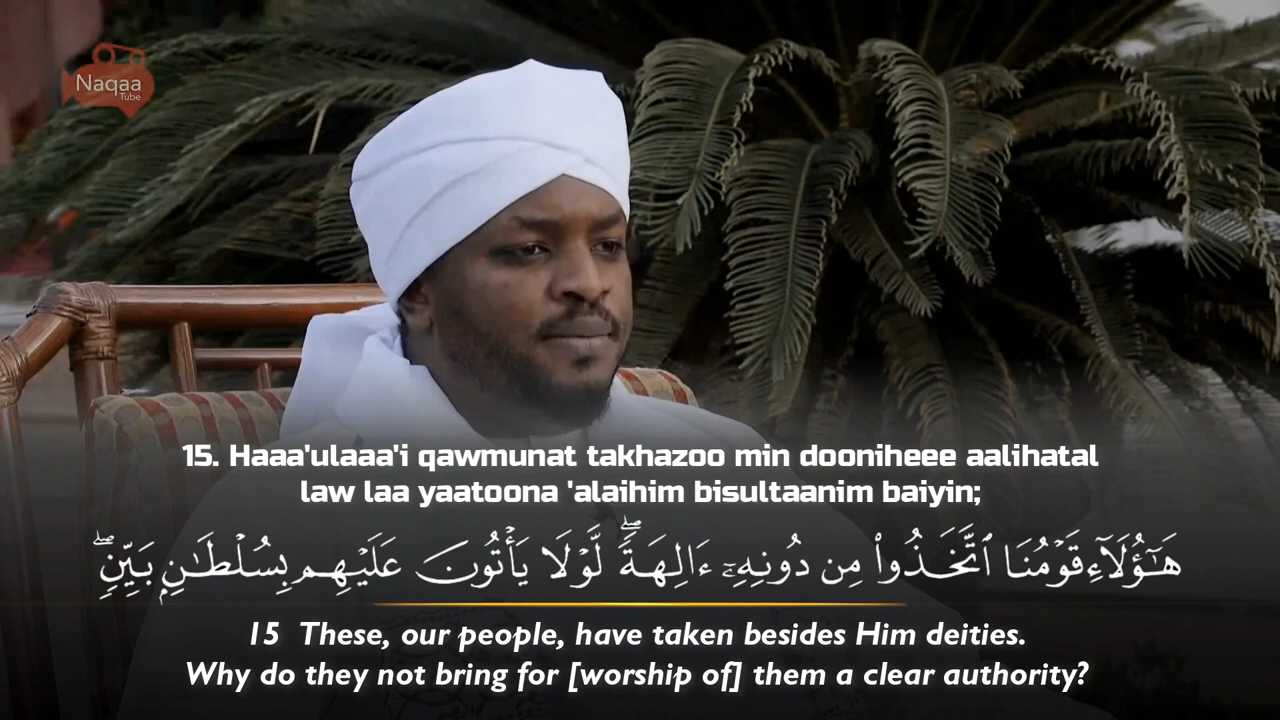 Naqaa
Tube
15. Haaa'ulaaa'i qawmunat takhazoo min dooniheee aalihatal
law laa yaatoona 'alaihim bisultaanim baiyin;
هَـٰٓؤُلَآءِ قَوْمُنَا ٱتَّخَذُوا۟ مِن دُونِهِۦٓ ءَالِهَةًۖ لَّوْلَا يَأْتُونَ عَلَيْهِم بِسُلْطَـٰنٍۭ بَيِّنٍۖ
15 These, our people, have taken besides Him deities.
Why do they not bring for [worship of] them a clear authority?